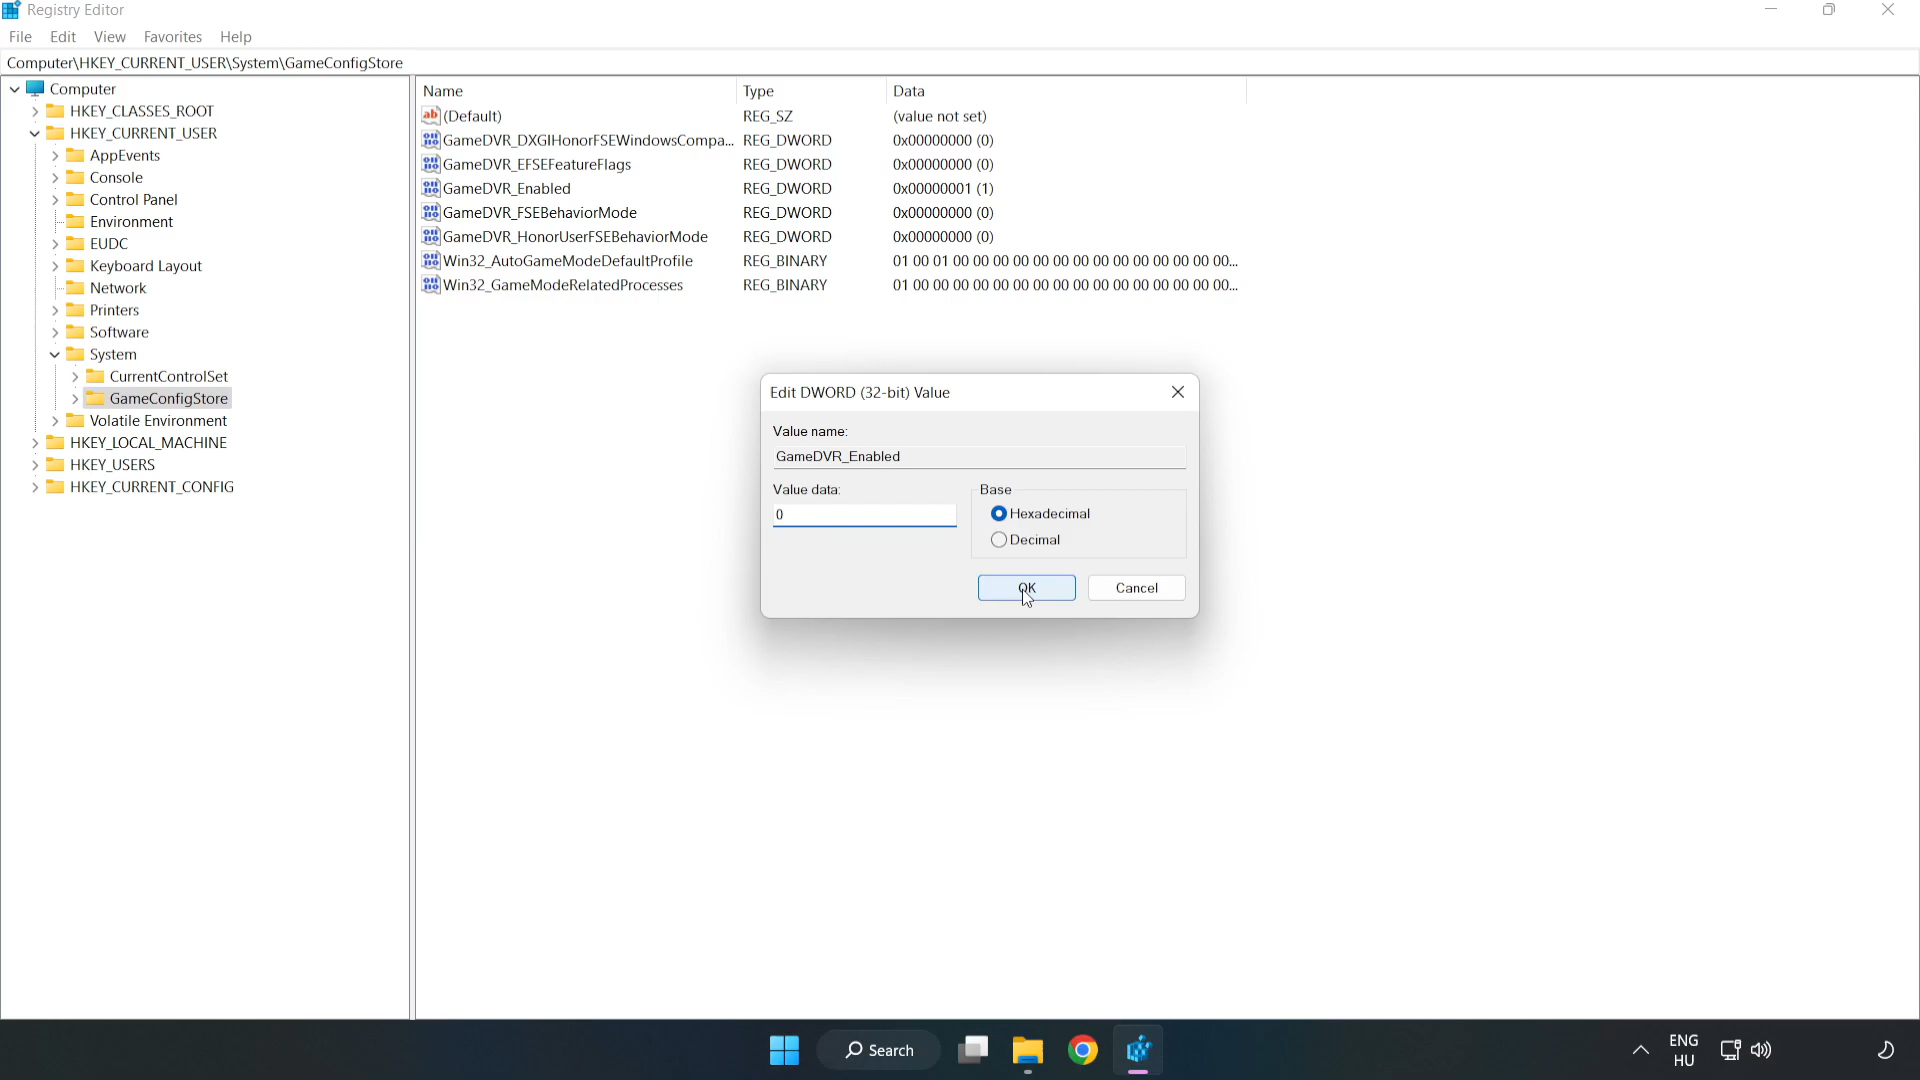 Registry Editor
File Edit View Favorites Help
Computer\HKEY_CURRENT_USER\System\GameConfigStore
Computer
HKEY_CLASSES_ROOT
HKEY_CURRENT_USER
AppEvents
Console
Control Panel
Environment
EUDC
Keyboard Layout
Network
Printers
Software
System
CurrentControlSet
GameConfigStore
Volatile Environment
HKEY_LOCAL_MACHINE
HKEY_USERS
HKEY_CURRENT_CONFIG
Name Type Data
ab (Default) REG_SZ (value not set)
GameDVR_DXGIHonorFSEWindowsCompa... REG_DWORD 0x00000000 (0)
GameDVR_EFSEFeatureFlags REG_DWORD 0x00000000 (0)
GameDVR_Enabled REG_DWORD 0x00000001 (1)
GameDVR_FSEBehaviorMode REG_DWORD 0x00000000 (0)
GameDVR_HonorUserFSEBehaviorMode REG_DWORD 0x00000000 (0)
Win32_AutoGameModeDefaultProfile REG_BINARY 01 00 01 00 00 00 00 00 00 00 00 00 00 00 00 00 00...
Win32_GameModeRelatedProcesses REG_BINARY 01 00 00 00 00 00 00 00 00 00 00 00 00 00 00 00 00...
Edit DWORD (32-bit) Value
Value name:
GameDVR_Enabled
Value data: Base
0 Hexadecimal
Decimal
OK Cancel
Search
ENG
HU